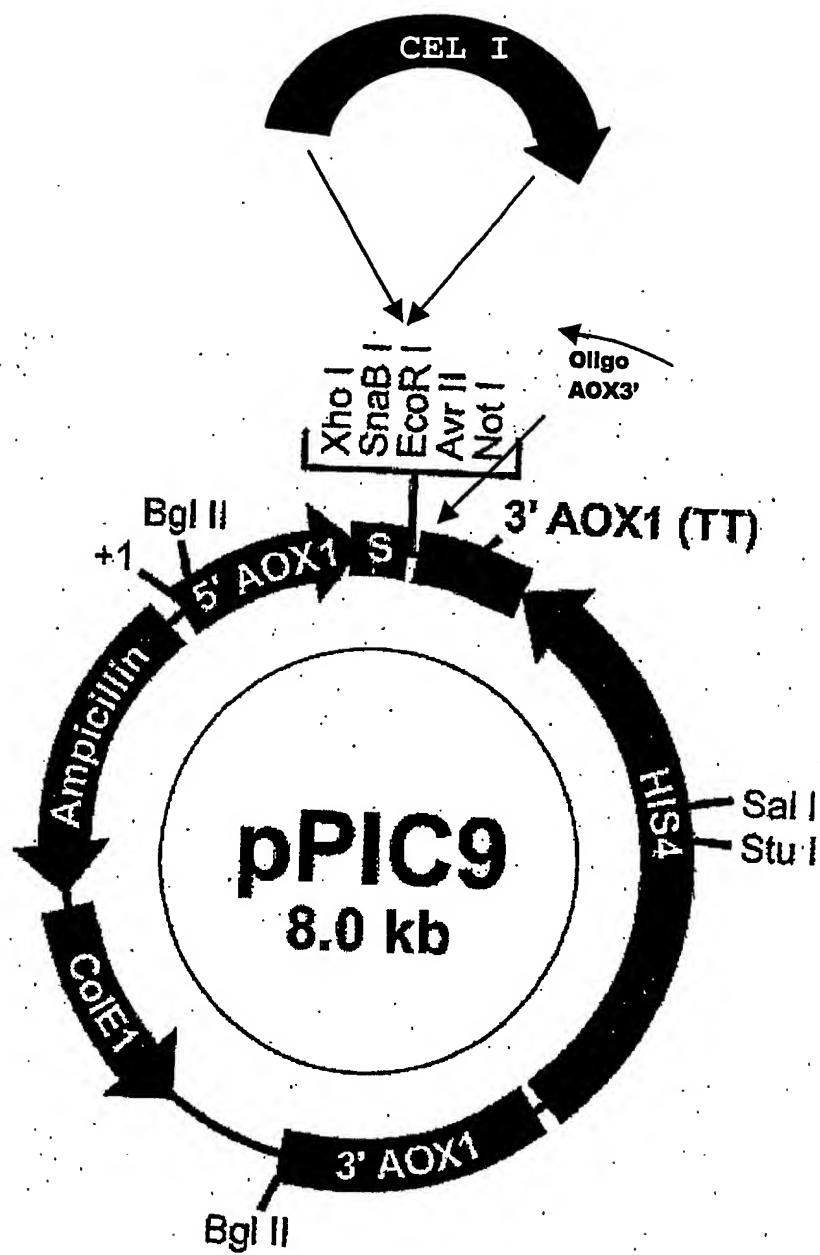 CEL I
Xho I
SnaB I
EcoR I
Avr II
Not I
Oligo
AOX3'
3' AOX1 (TT)
Bgl II
+1
5' AOX1
S
Ampicillin
HIS4
Sal I
Stu I
pPIC9
8.0 kb
ColE1
3' AOX1
Bgl II